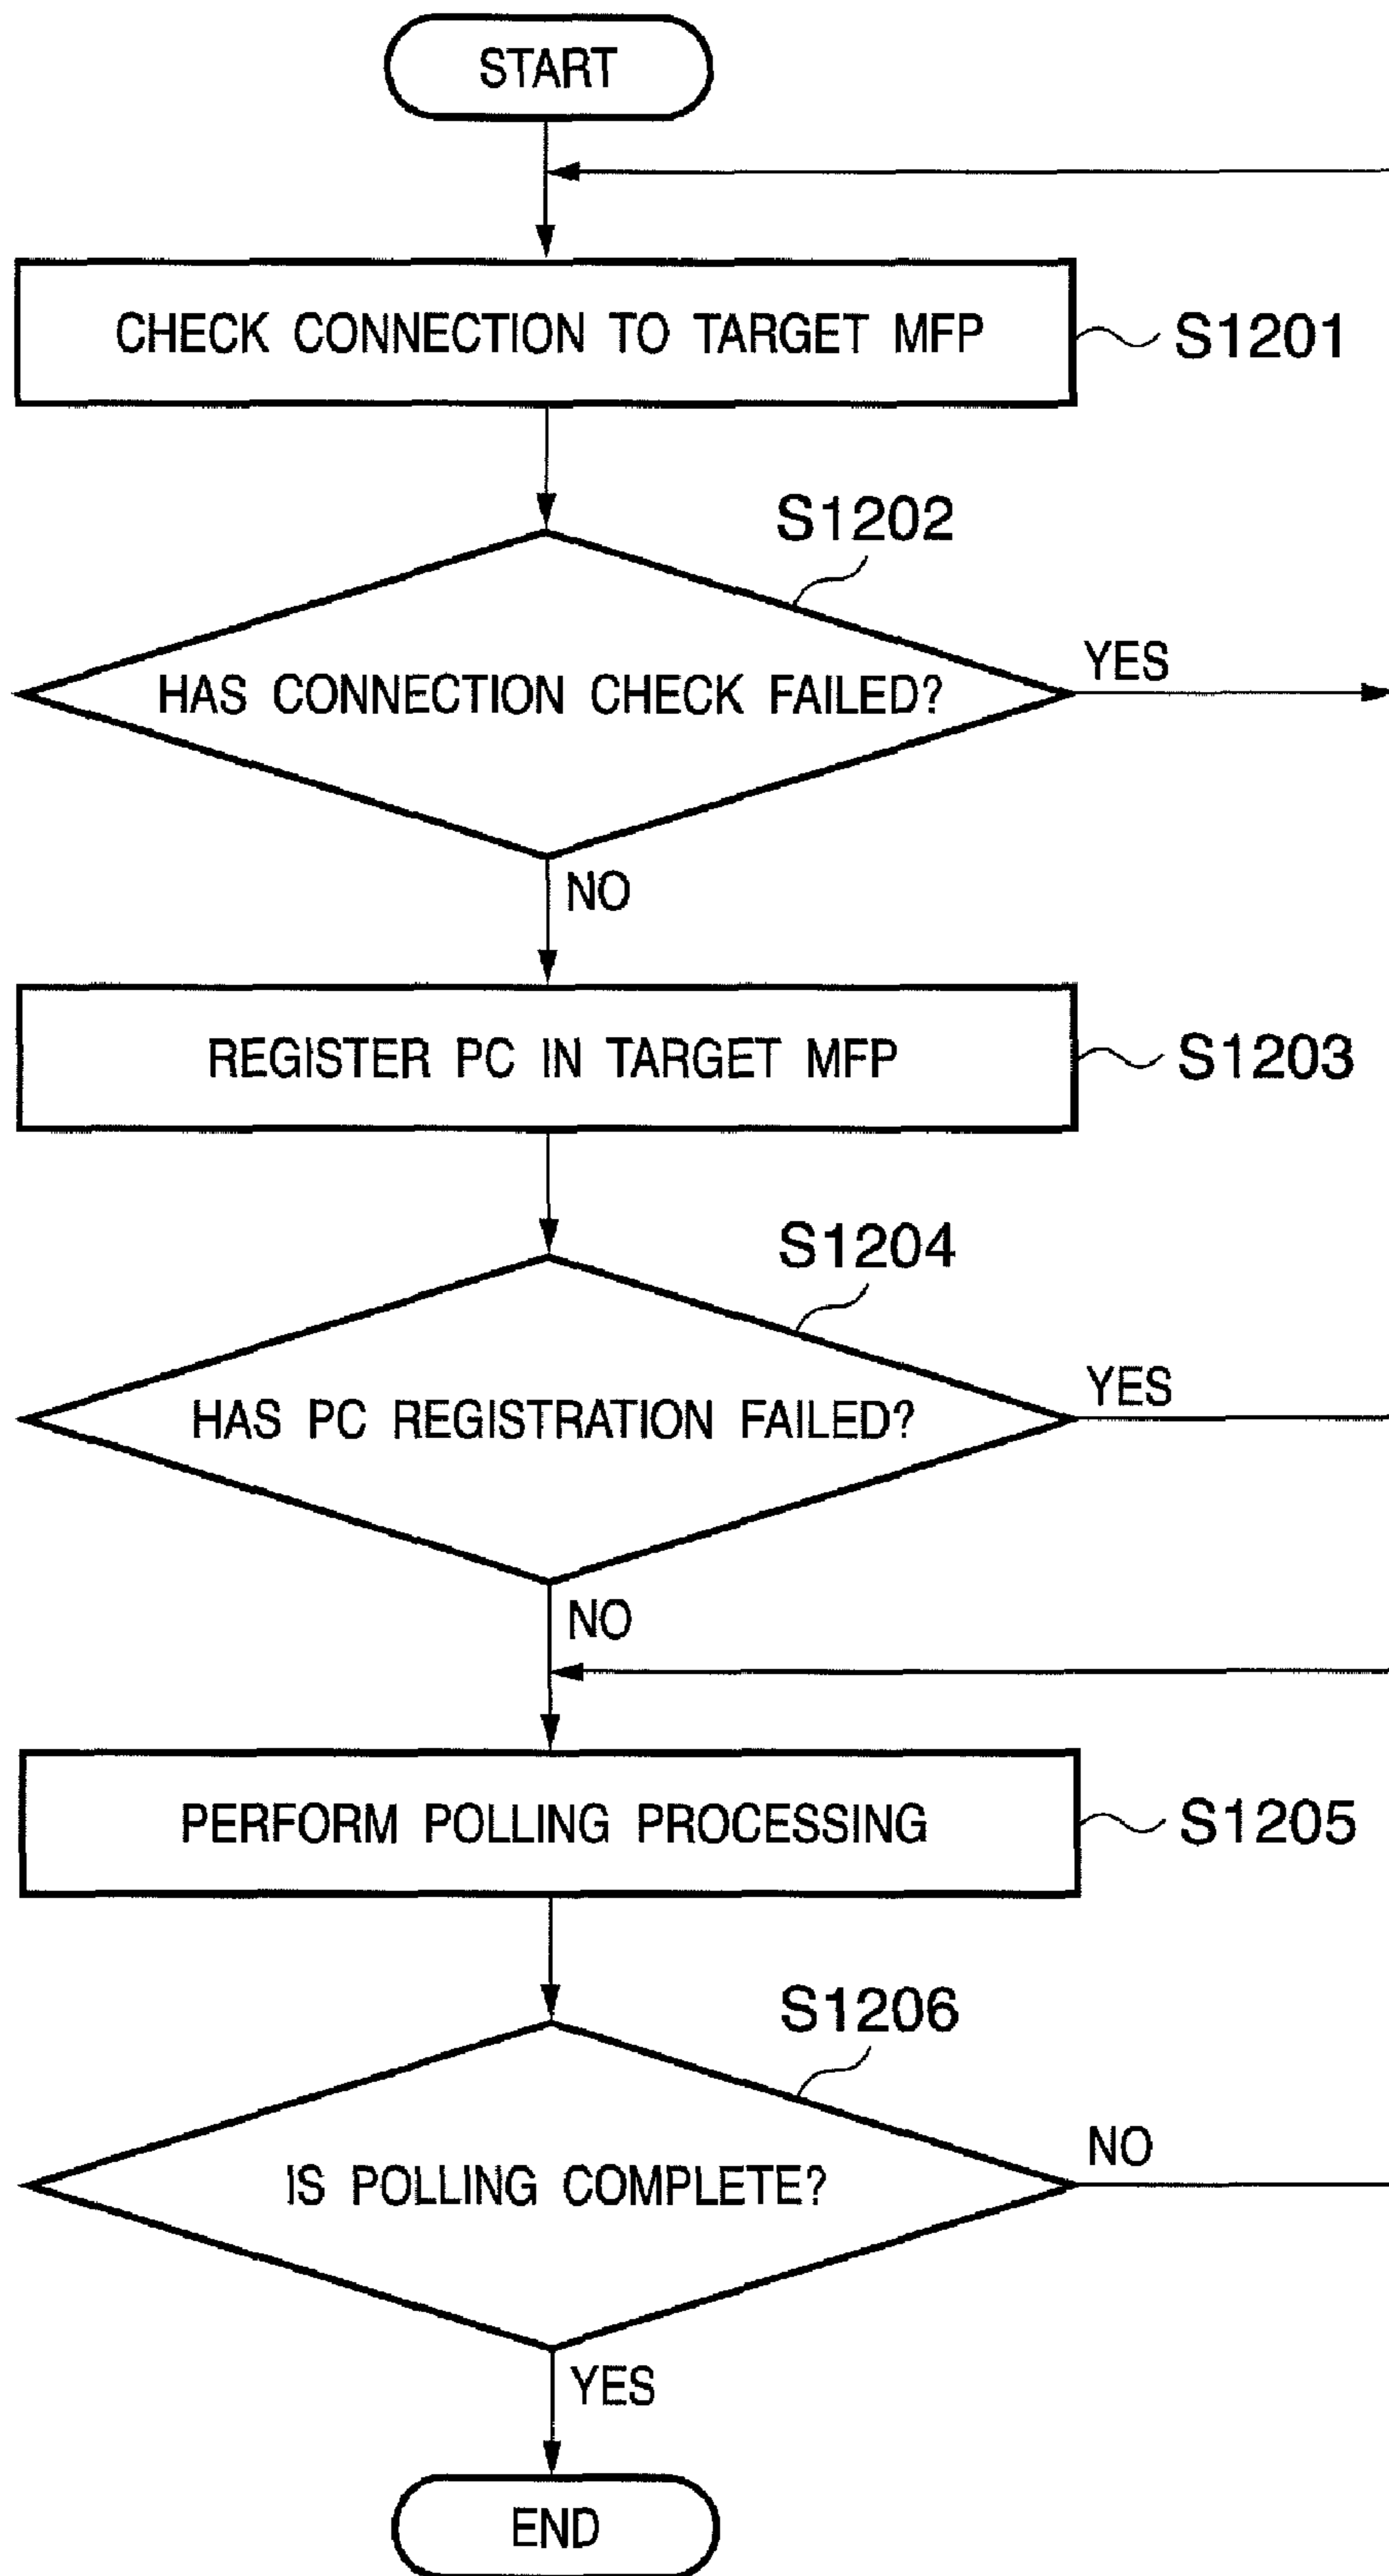 START
CHECK CONNECTION TO TARGET MFP
S1201
S1202
HAS CONNECTION CHECK FAILED?
YES
NO
REGISTER PC IN TARGET MFP
S1203
S1204
HAS PC REGISTRATION FAILED?
YES
NO
PERFORM POLLING PROCESSING
S1205
S1206
IS POLLING COMPLETE?
NO
YES
END